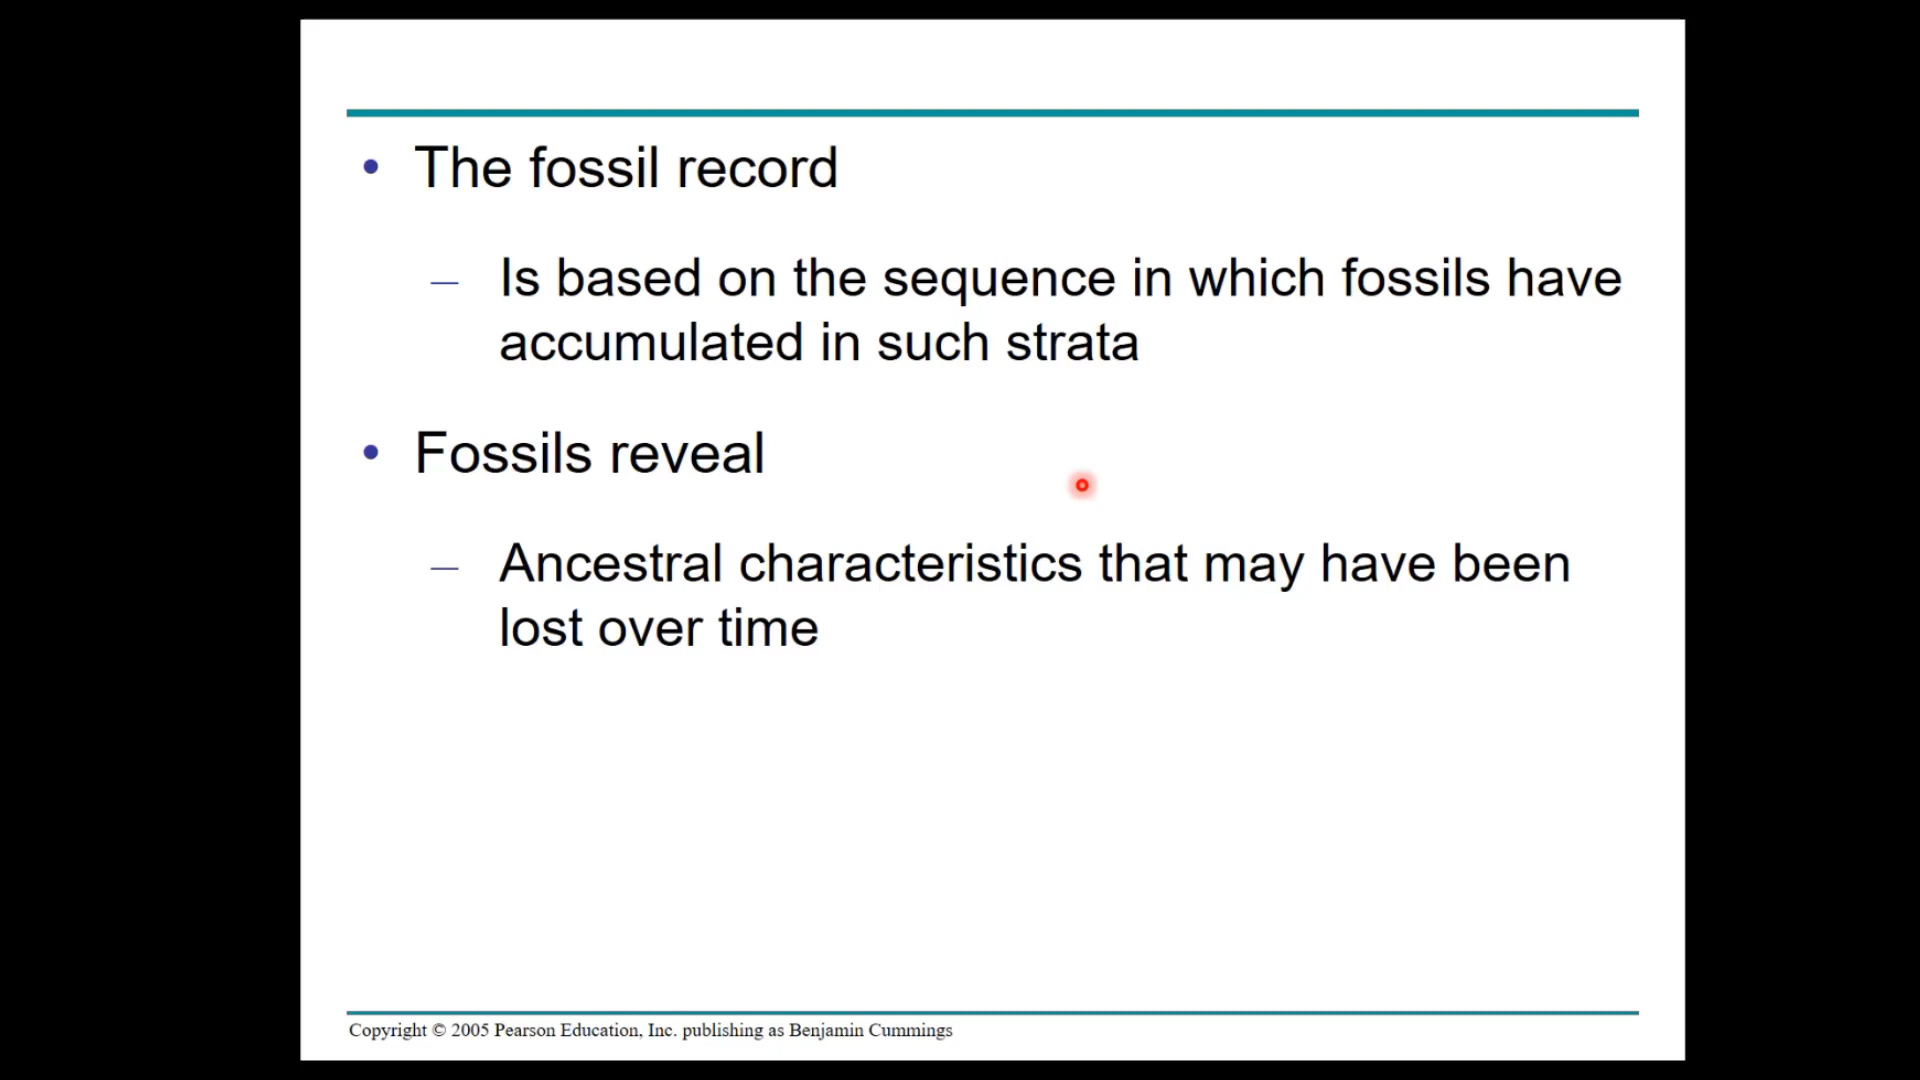 • The fossil record
– Is based on the sequence in which fossils have
accumulated in such strata
• Fossils reveal
– Ancestral characteristics that may have been
lost over time
Copyright © 2005 Pearson Education, Inc. publishing as Benjamin Cummings